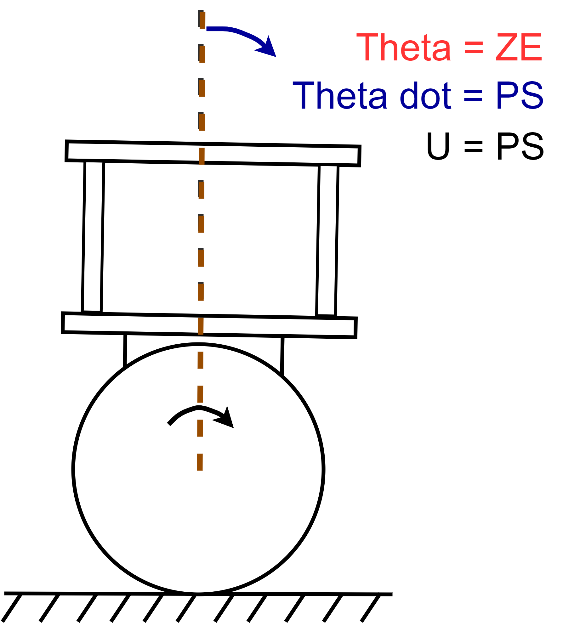 Theta = ZE
Theta dot = PS
U = PS